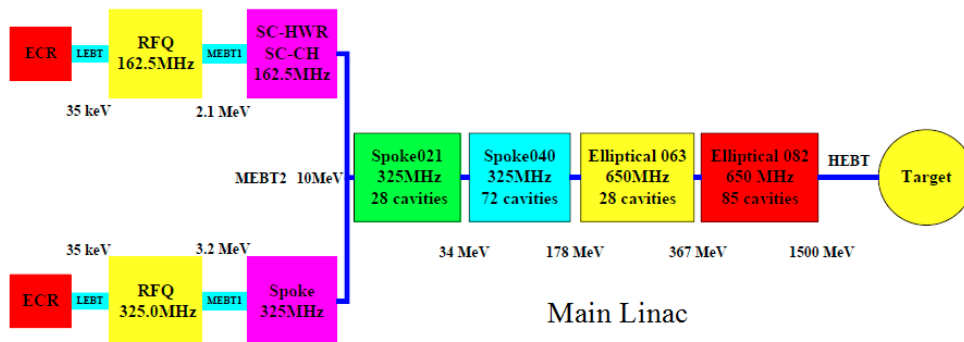 ECR
LEBT
RFQ
162.5MHz
MEBT1
SC-HWR
SC-CH
162.5MHz
35 keV
2.1 MeV
MEBT2 10MeV
Spoke021
325MHz
28 cavities
Spoke040
325MHz
72 cavities
Elliptical 063
650MHz
28 cavities
Elliptical 082
650 MHz
85 cavities
HEBT
Target
34 MeV
178 MeV
367 MeV
1500 MeV
35 keV
3.2 MeV
ECR
LEBT
RFQ
325.0MHz
MEBT1
Spoke
325MHz
Main Linac